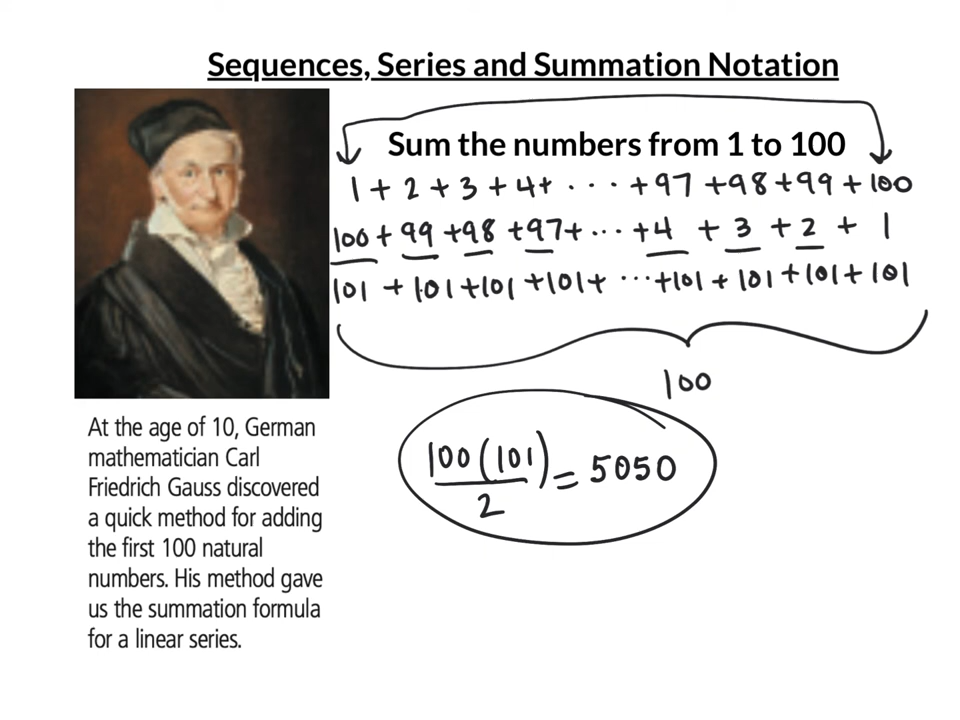 Sequences, Series and Summation Notation
Sum the numbers from 1 to 100
1 + 2 + 3 + 4 + ... + 97 + 98 + 99 + 100
100 + 99 + 98 + 97 + ... + 4 + 3 + 2 + 1
101 + 101 + 101 + 101 + ... + 101 + 101 + 101 + 101
100
100(101)/2 = 5050
At the age of 10, German
mathematician Carl
Friedrich Gauss discovered
a quick method for adding
the first 100 natural
numbers. His method gave
us the summation formula
for a linear series.